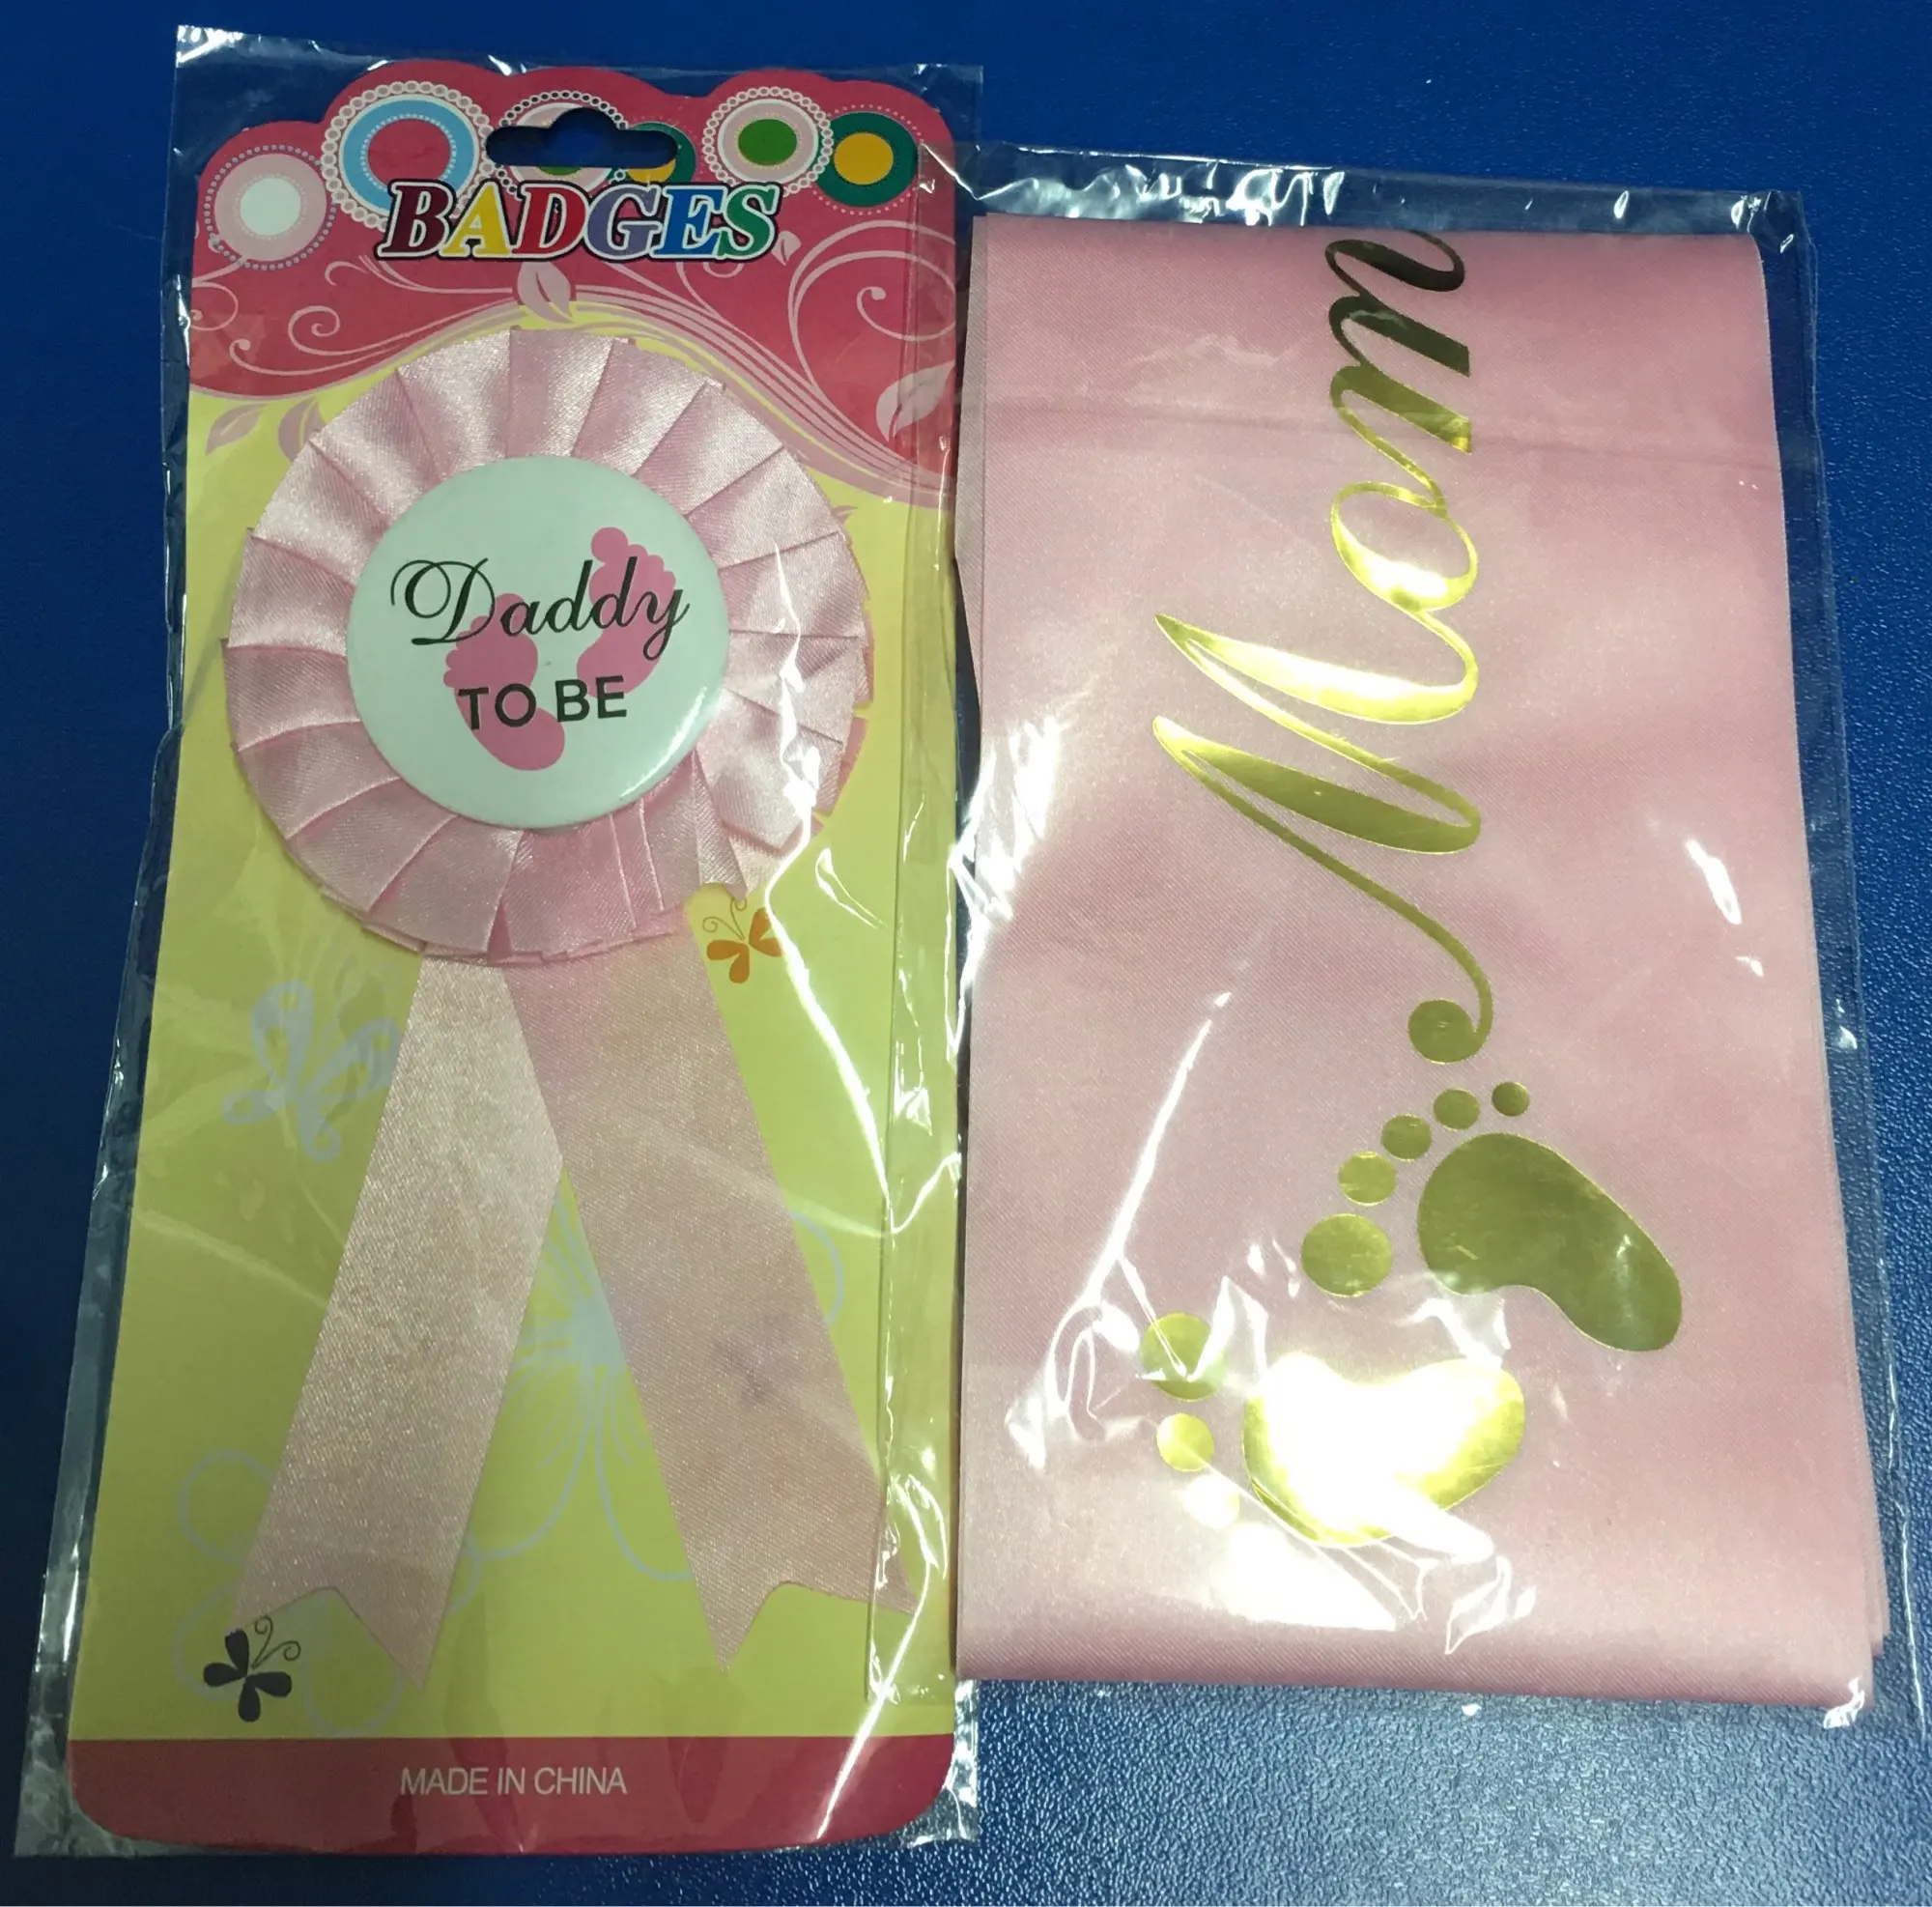 BADGES
Daddy
TO BE
MADE IN CHINA
Mom